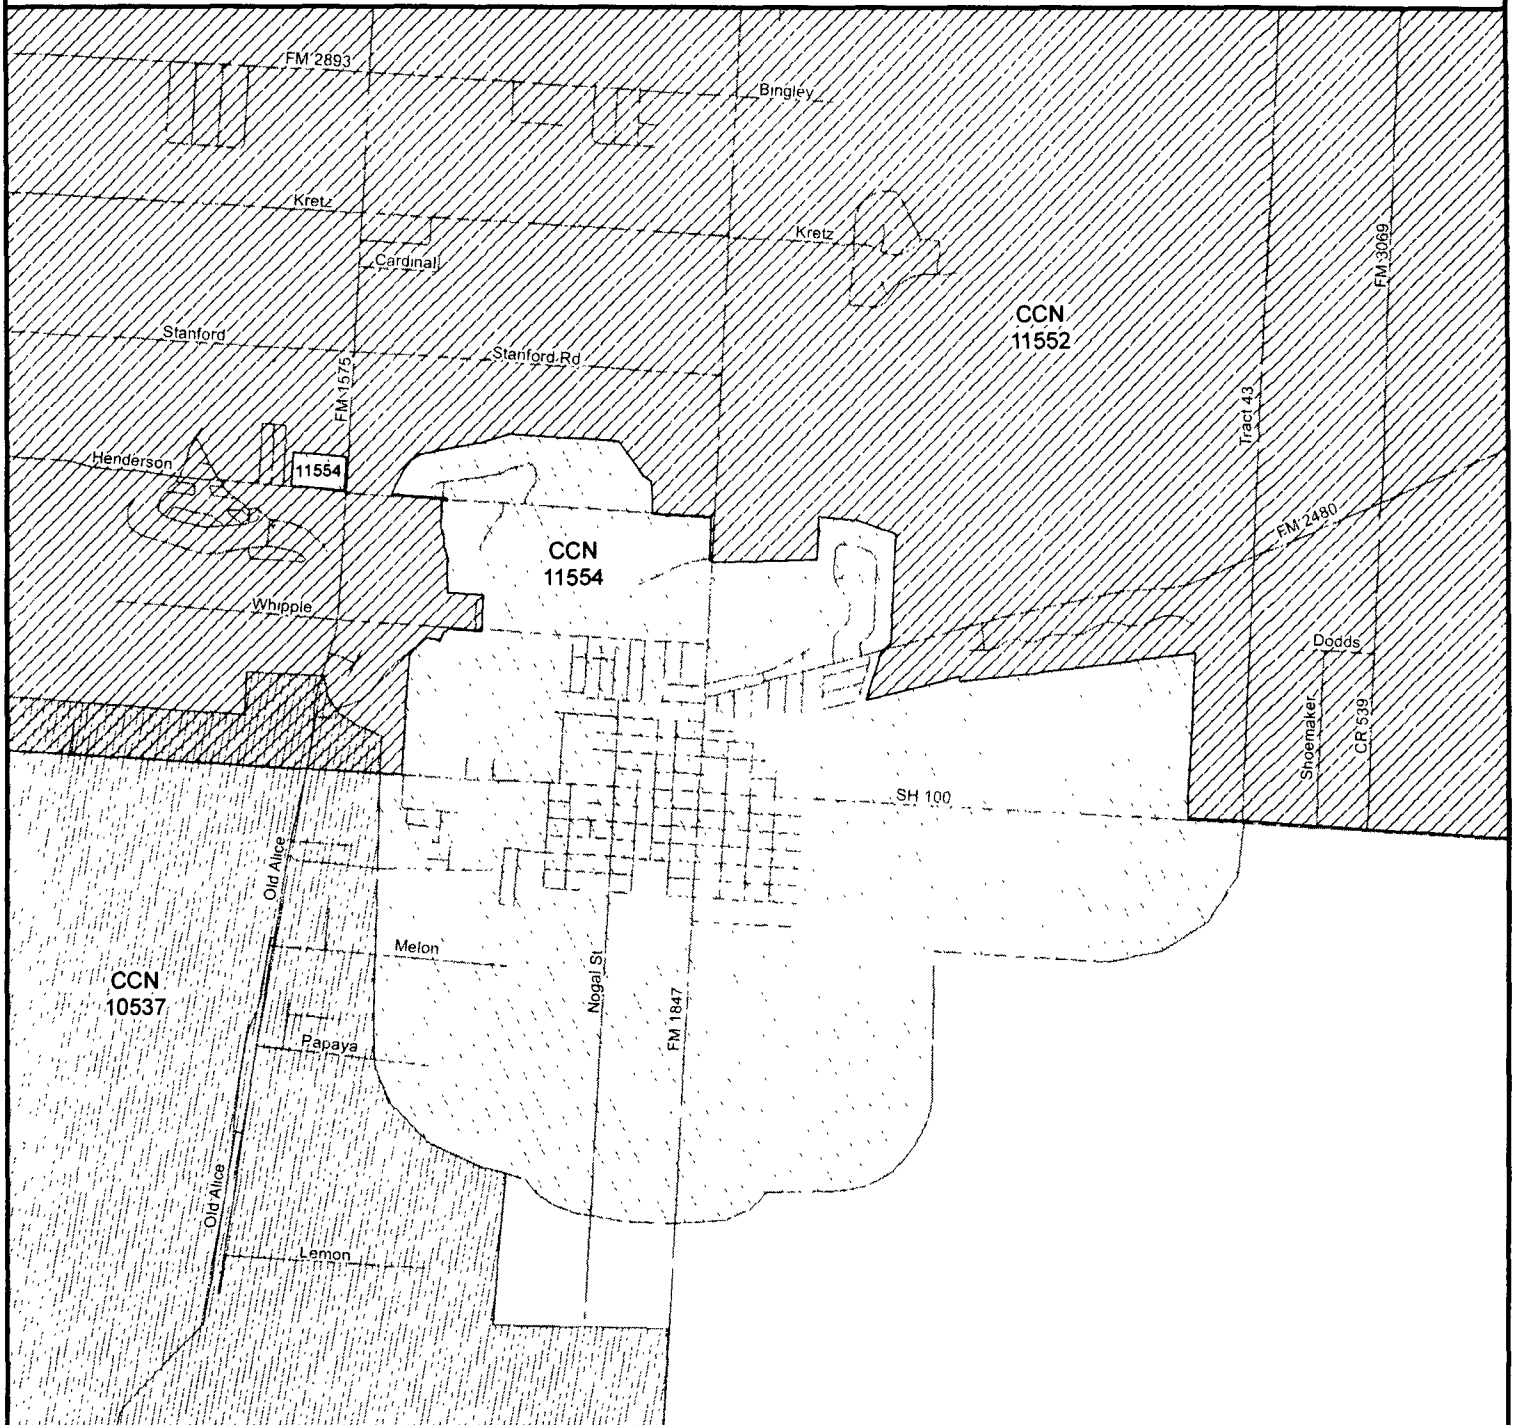 FM 2893
Bingley
Kretz
Kretz
Cardinal
FM 3069
CCN
11552
Stanford
Stanford Rd
FM 1575
Tract 43
Henderson
11554
FM 2480
CCN
11554
Whipple
Dodds
Shoemaker
CR 539
SH 100
Old Alice
Melon
Nogal St
CCN
10537
FM 1847
Papaya
Old Alice
Lemon